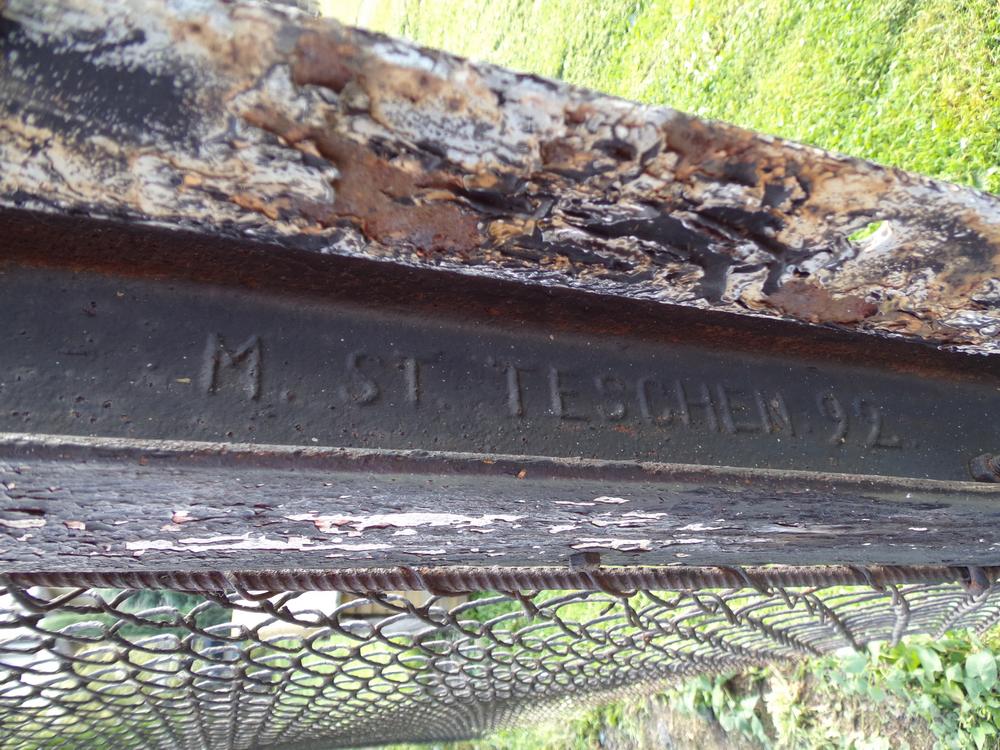 M. ST. TESCHEN 92.